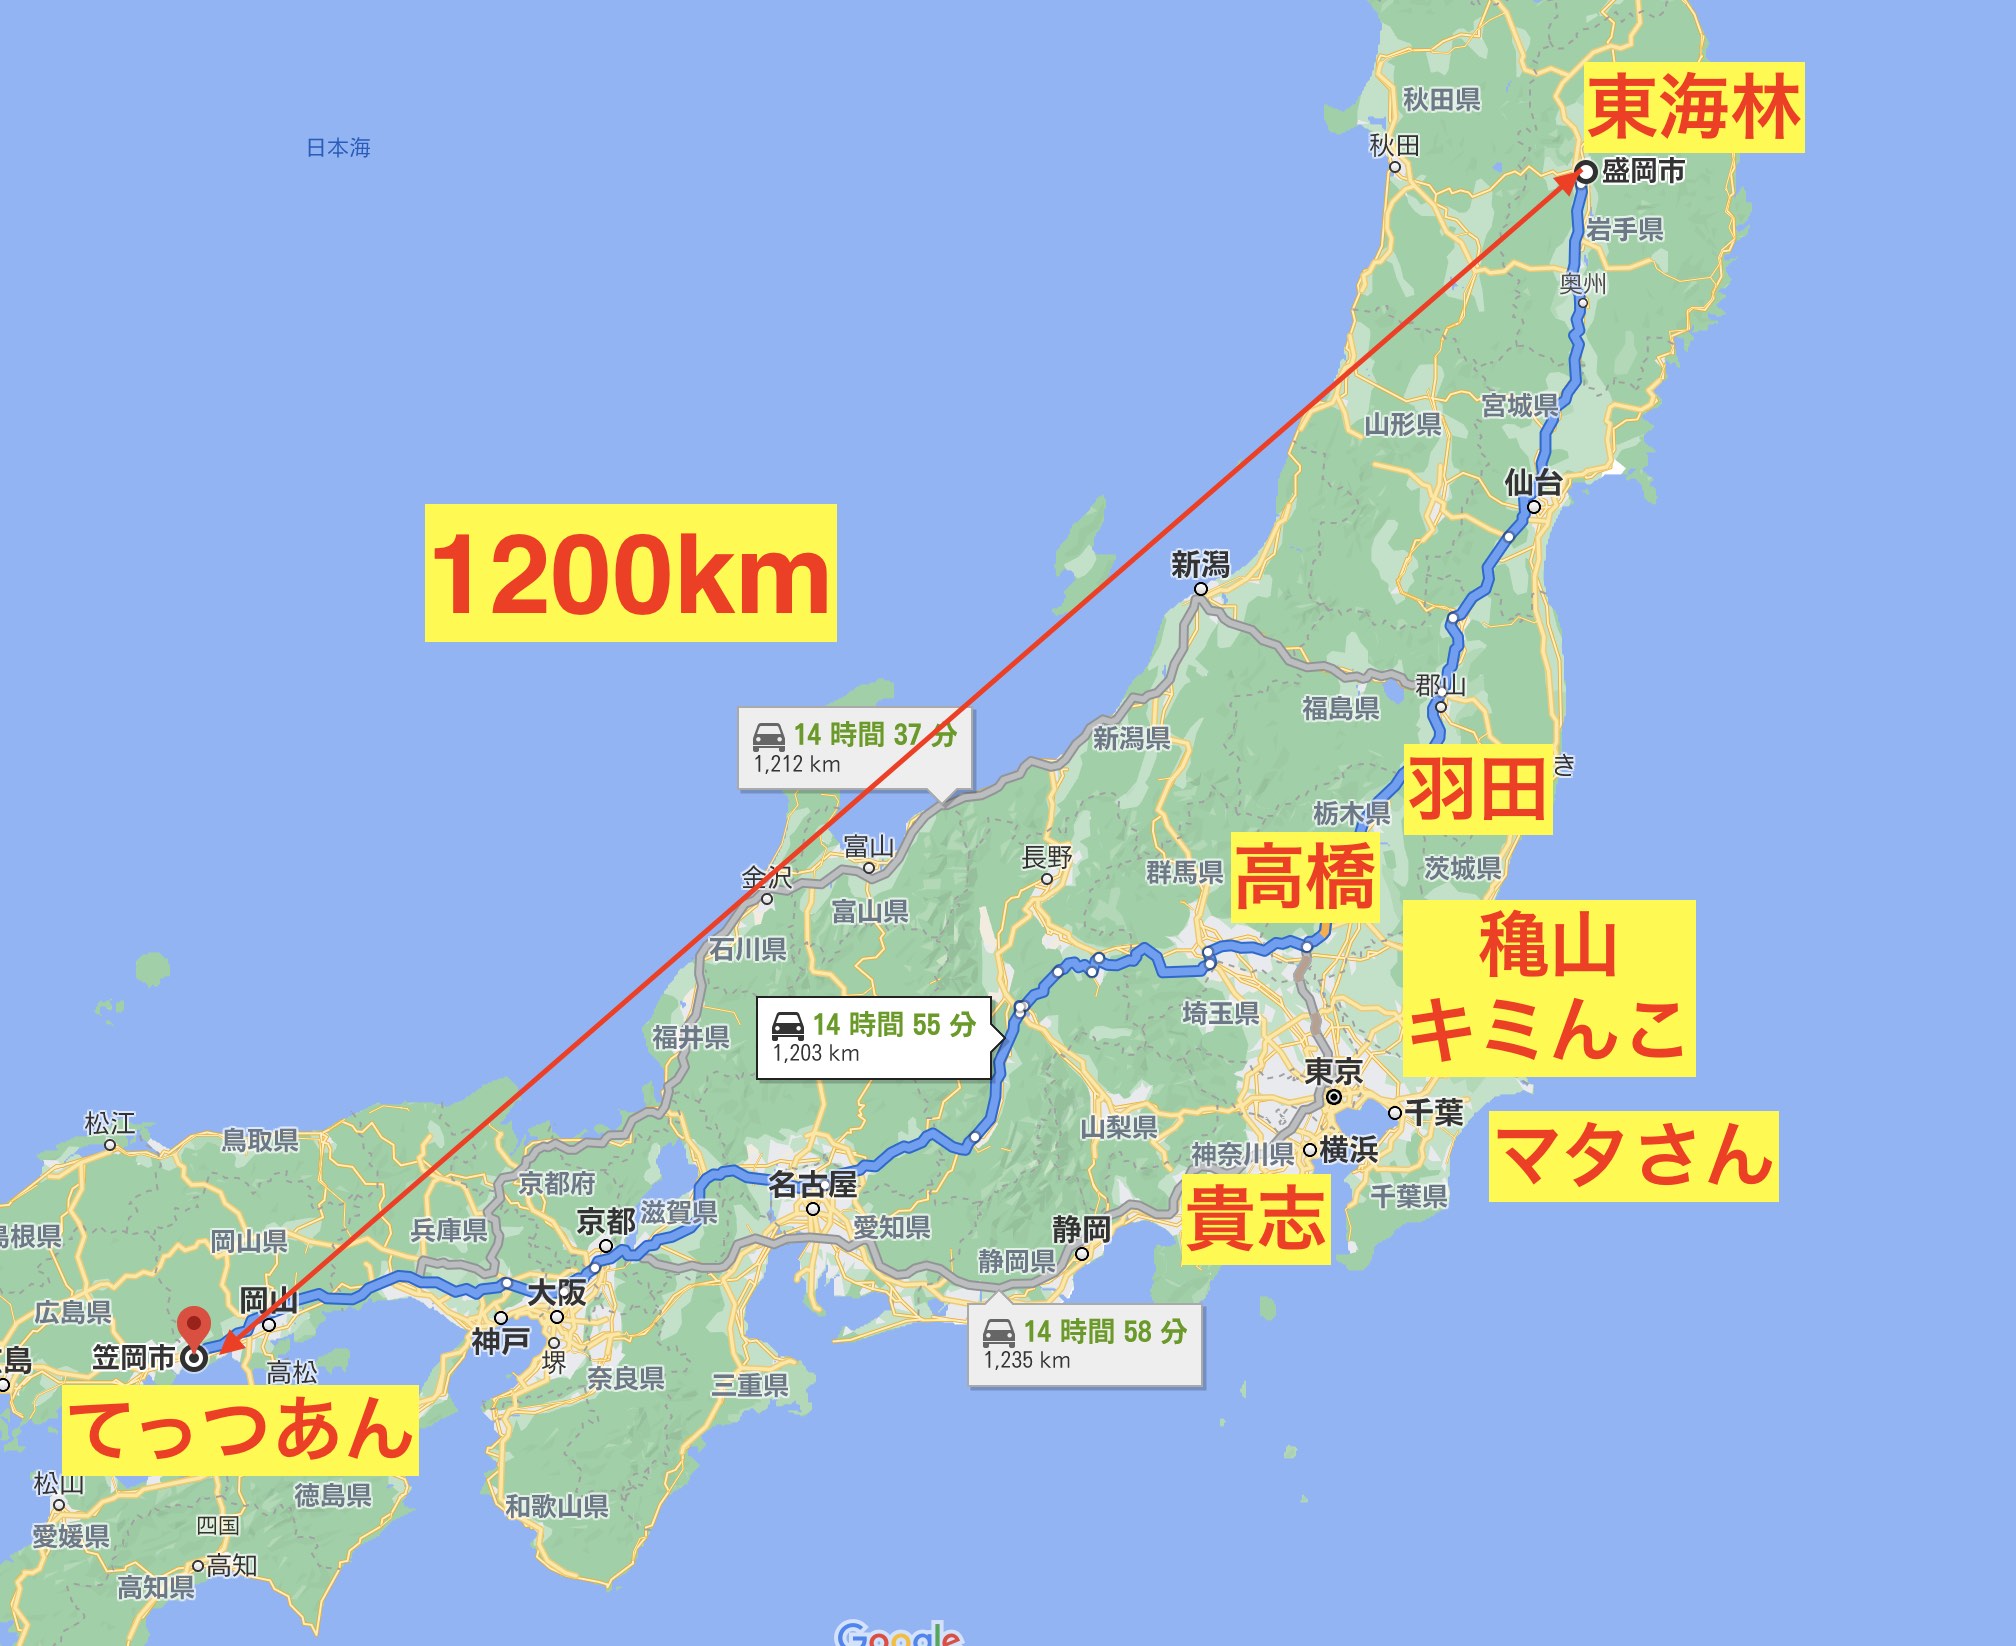 東海林
秋田県
秋田
日本海
盛岡市
岩手県
奥州
宮城県
山形県
仙台
1200km
新潟
郡山
福島県
14 時間 37 分
1,212 km
新潟県
羽田
き
栃木県
富山
長野
群馬県
高橋
茨城県
金沢
富山県
石川県
穐山
キミんこ
埼玉県
福井県
14 時間 55 分
1,203 km
東京
千葉
松江
鳥取県
山梨県
神奈川県
横浜
マタさん
京都府
名古屋
千葉県
滋賀県
貴志
京都
兵庫県
愛知県
静岡
島根県
岡山県
静岡県
岡山
大阪
広島県
神戸
14 時間 58 分
1,235 km
笠岡市
島
高松
堺
奈良県
三重県
てっつあん
松山
徳島県
和歌山県
四国
愛媛県
高知
高知県
Google